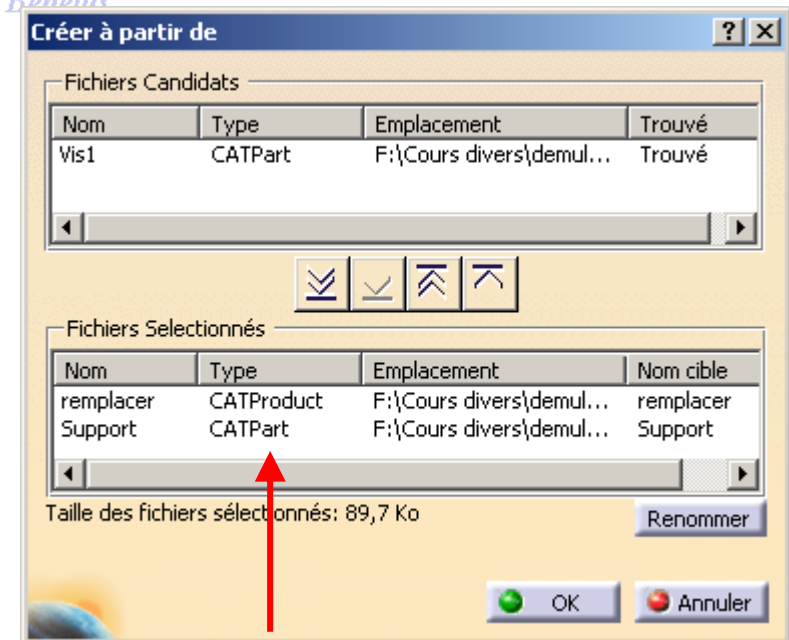 Benefits
Créer à partir de
Fichiers Candidats
Nom Type Emplacement Trouvé
Vis1 CATPart F:\Cours divers\demul... Trouvé
Fichiers Selectionnés
Nom Type Emplacement Nom cible
remplacer CATProduct F:\Cours divers\demul... remplacer
Support CATPart F:\Cours divers\demul... Support
Taille des fichiers sélectionnés: 89,7 Ko
Renommer
OK Annuler